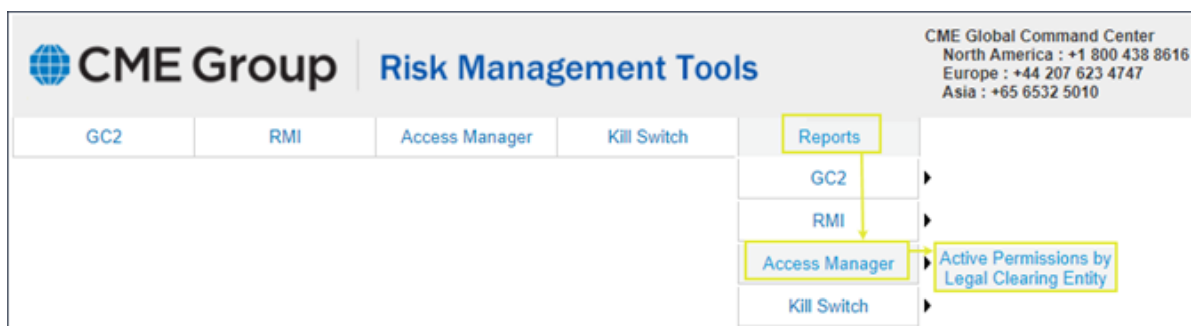 CME Group
Risk Management Tools
CME Global Command Center
North America : +1 800 438 8616
Europe : +44 207 623 4747
Asia : +65 6532 5010
GC2
RMI
Access Manager
Kill Switch
Reports
GC2
RMI
Access Manager
Active Permissions by
Legal Clearing Entity
Kill Switch